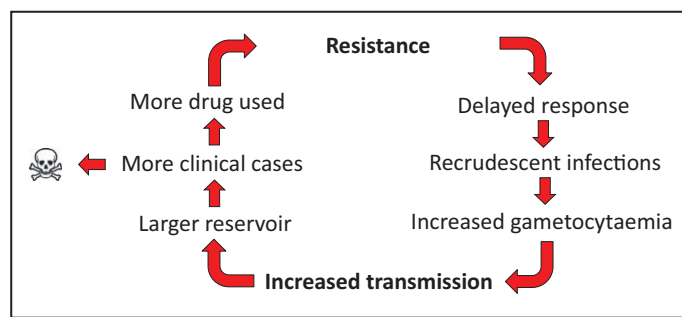 Resistance
Delayed response
Recrudescent infections
Increased gametocytaemia
Increased transmission
Larger reservoir
More clinical cases
More drug used